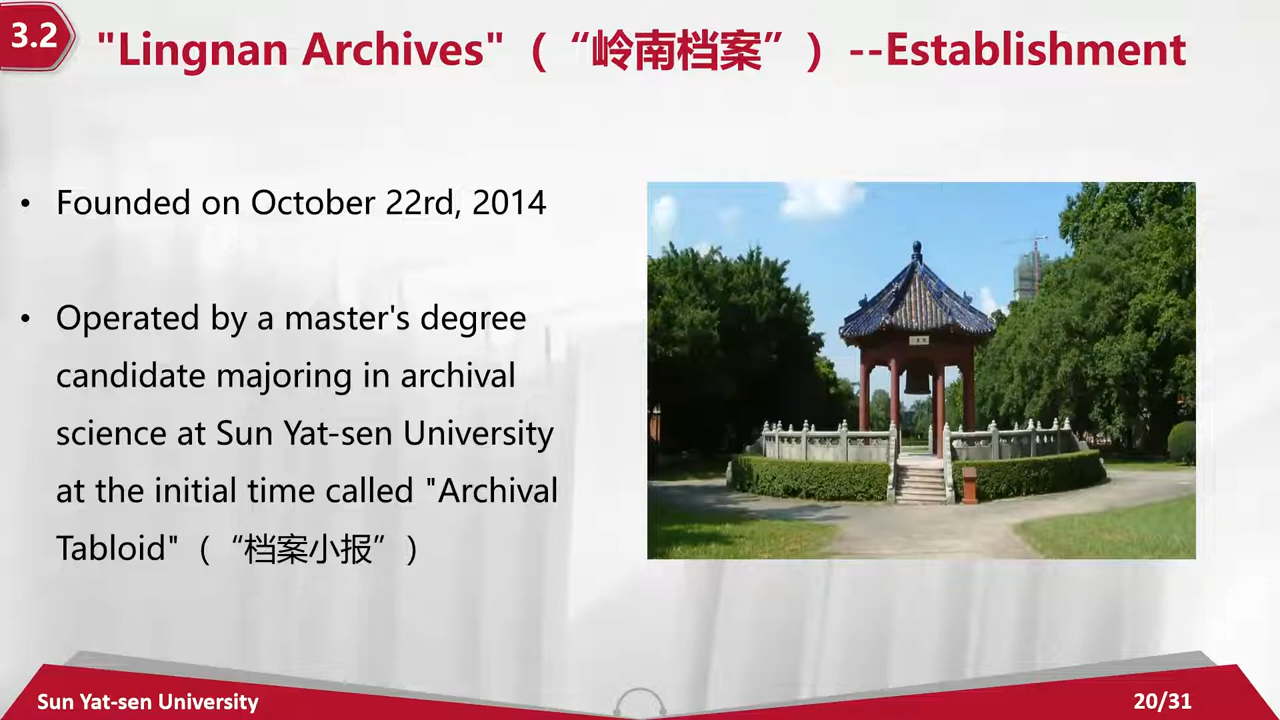 3.2
"Lingnan Archives"（“岭南档案”）--Establishment
• Founded on October 22rd, 2014
• Operated by a master's degree
candidate majoring in archival
science at Sun Yat-sen University
at the initial time called "Archival
Tabloid"（“档案小报”）
Sun Yat-sen University
20/31